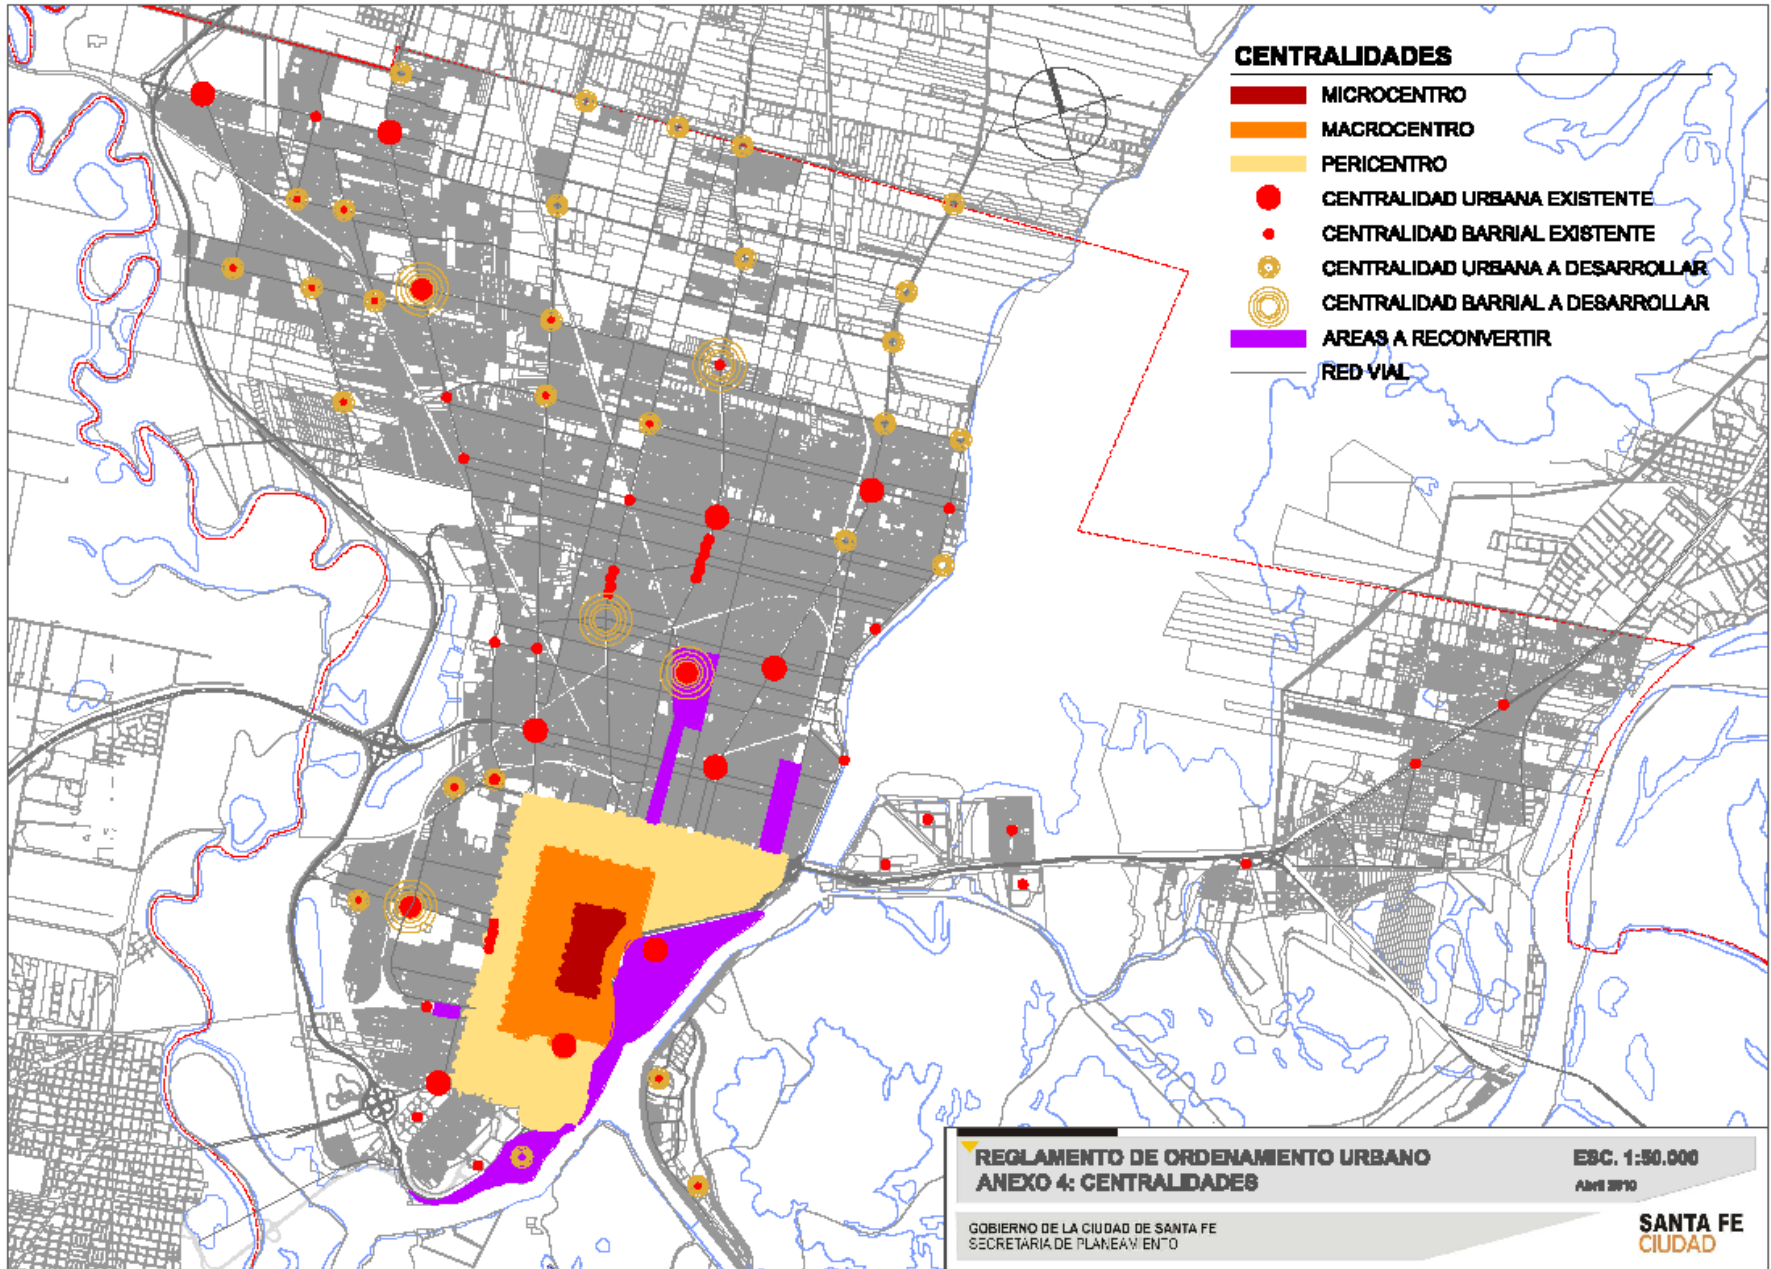 CENTRALIDADES
MICROCENTRO
MACROCENTRO
PERICENTRO
CENTRALIDAD URBANA EXISTENTE
CENTRALIDAD BARRIAL EXISTENTE
CENTRALIDAD URBANA A DESARROLLAR
CENTRALIDAD BARRIAL A DESARROLLAR
AREAS A RECONVERTIR
RED VIAL
REGLAMENTO DE ORDENAMIENTO URBANO
ANEXO 4: CENTRALIDADES
ESC. 1:50.000
Abril 2010
GOBIERNO DE LA CIUDAD DE SANTA FE
SECRETARIA DE PLANEAMIENTO
SANTA FE
CIUDAD